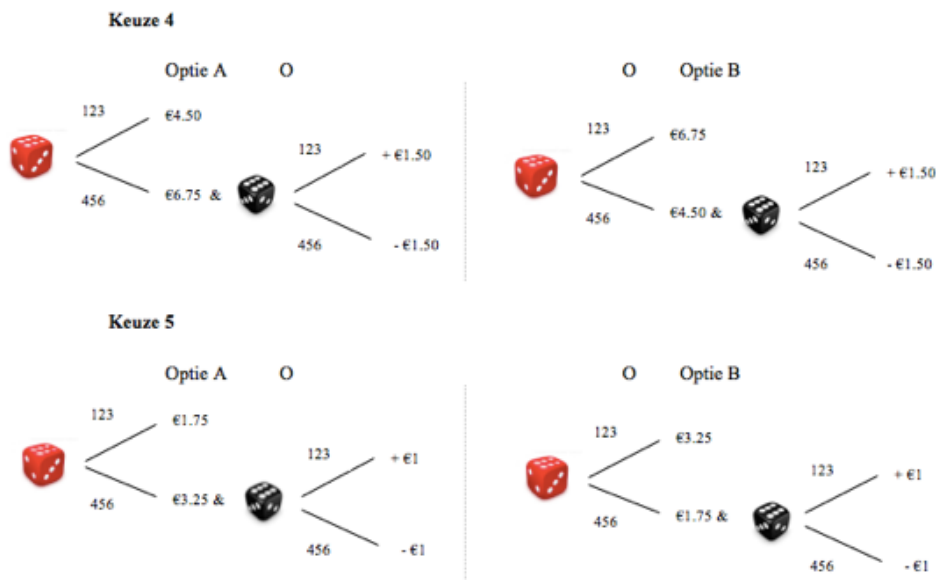 Keuze 4
Optie A O O Optie B
123 €4.50 123 €6.75
123 + €1.50 123 + €1.50
456 €6.75 & 456 €4.50 &
456 - €1.50 456 - €1.50
Keuze 5
Optie A O O Optie B
123 €1.75 123 €3.25
123 + €1 123 + €1
456 €3.25 & 456 €1.75 &
456 - €1 456 - €1